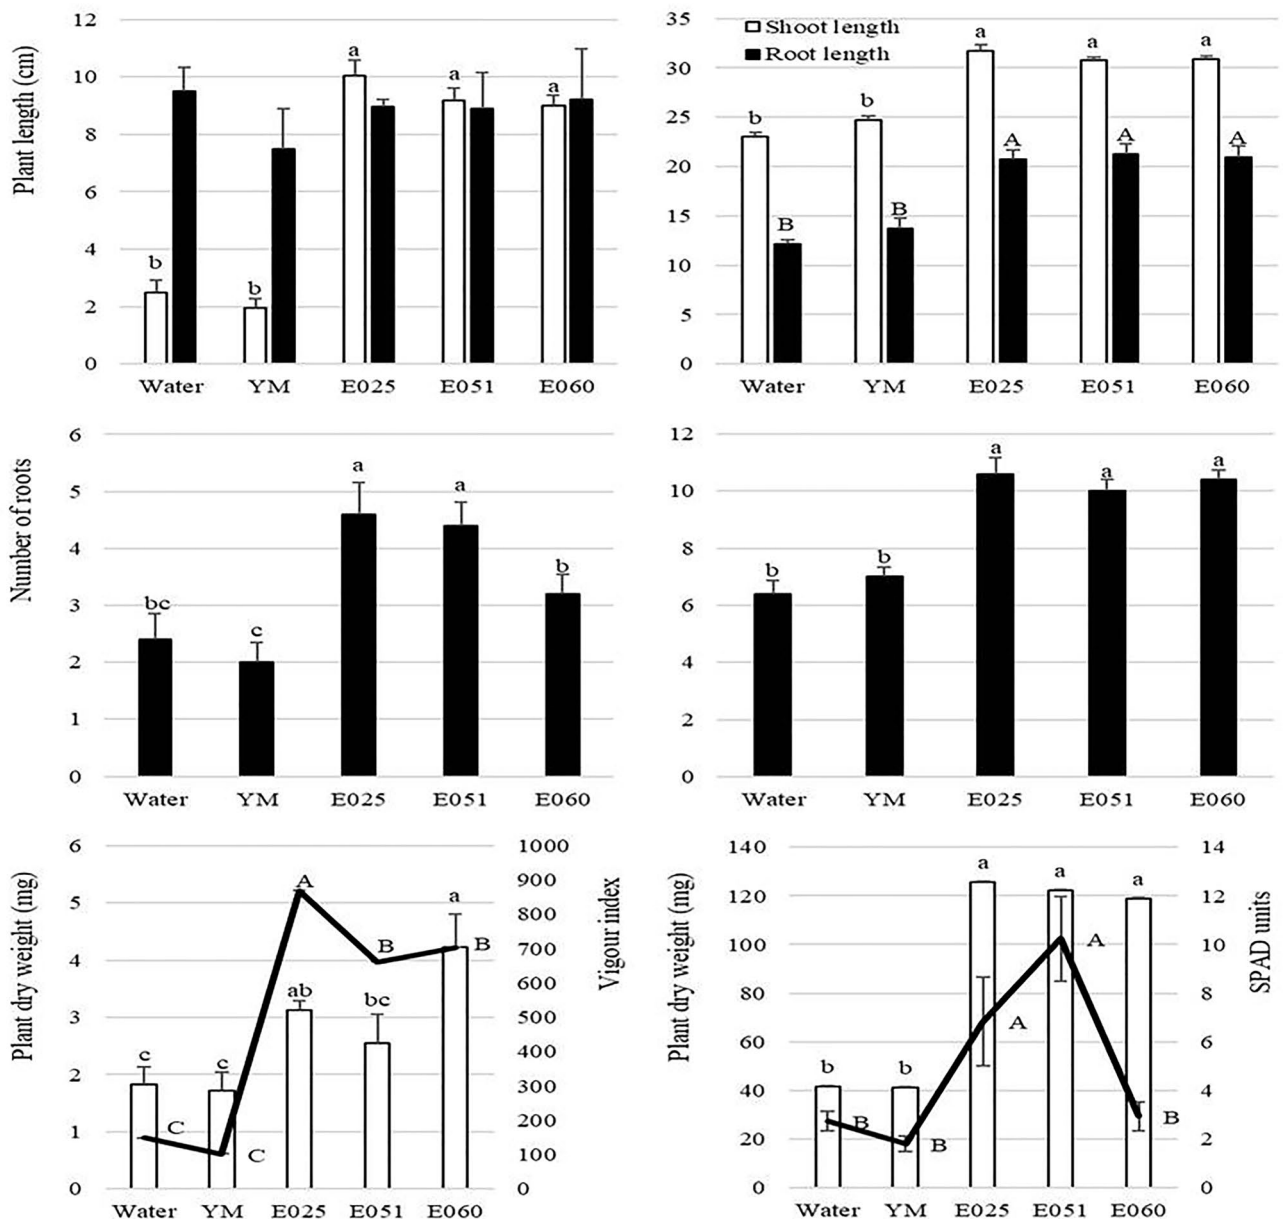 Plant length (cm)
12
10
8
6
4
2
0
b
b
a
a
a
Water YM E025 E051 E060
35
30
25
20
15
10
5
0
Shoot length
Root length
b
b
a
a
a
B
B
A
A
A
Water YM E025 E051 E060
Number of roots
6
5
4
3
2
1
0
bc
c
a
a
b
Water YM E025 E051 E060
12
10
8
6
4
2
0
b
b
a
a
a
Water YM E025 E051 E060
Plant dry weight (mg)
6
5
4
3
2
1
0
c
c
ab
bc
a
C
C
A
B
B
1000
900
800
700
600
500
400
300
200
100
0
Vigour index
Water YM E025 E051 E060
Plant dry weight (mg)
140
120
100
80
60
40
20
0
b
b
a
a
a
B
B
A
A
B
14
12
10
8
6
4
2
0
SPAD units
Water YM E025 E051 E060